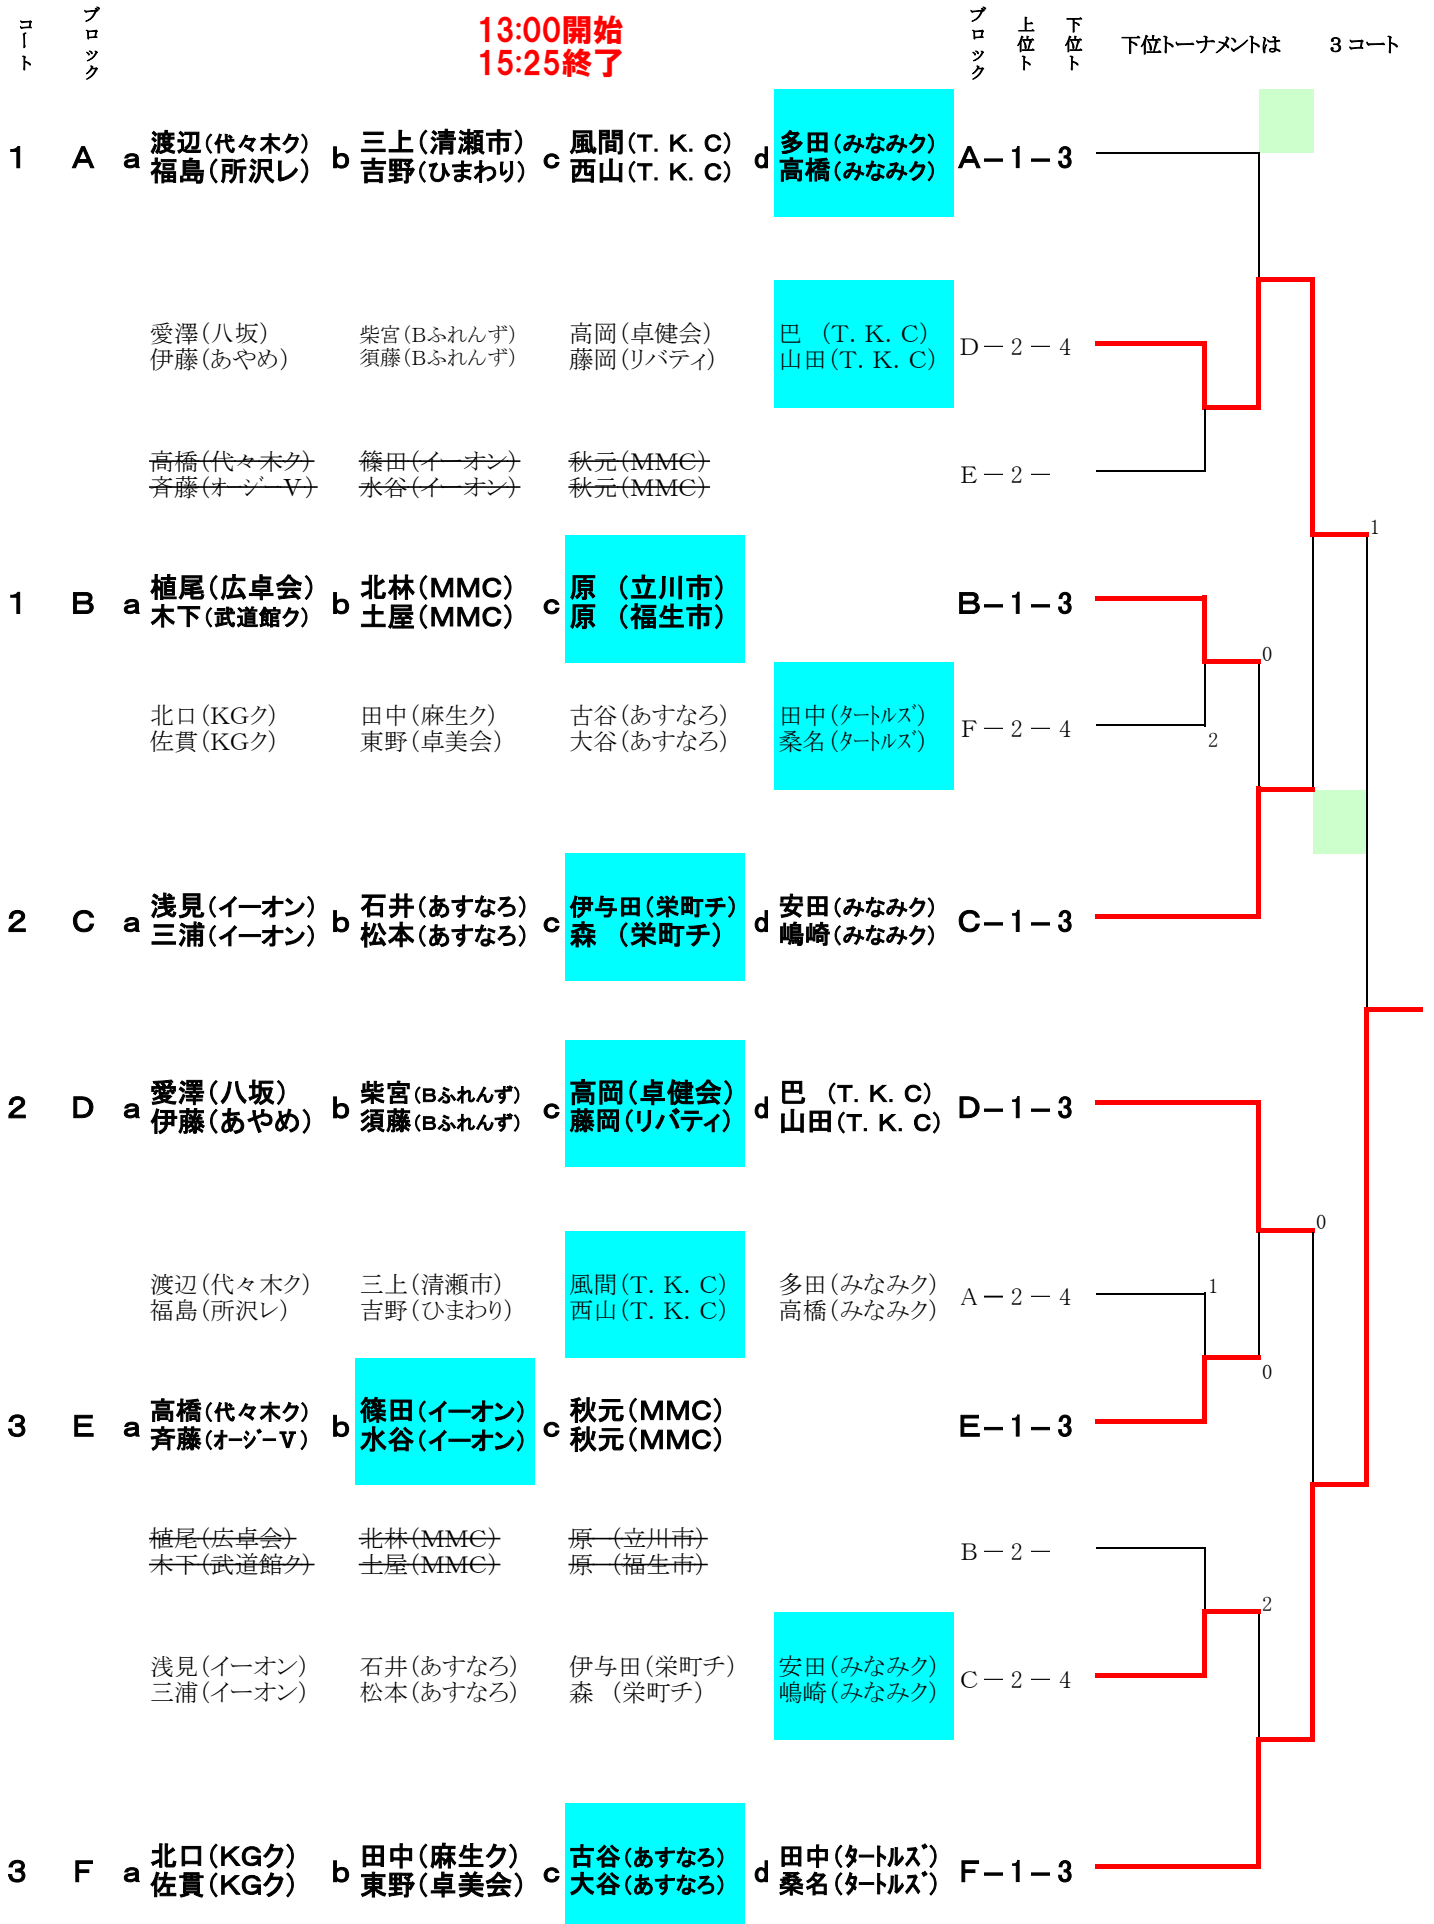 コート ブロック 13:00開始 ブロック 上位ト 下位ト 下位トーナメントは 3コート
15:25終了
1 A a 渡辺(代々木ク) b 三上(清瀬市) c 風間(T. K. C) d 多田(みなみク) A－1－3
福島(所沢レ) 吉野(ひまわり) 西山(T. K. C) 高橋(みなみク)
愛澤(八坂) 柴宮(Bふれんず) 高岡(卓健会) 巴 (T. K. C) D－2－4
伊藤(あやめ) 須藤(Bふれんず) 藤岡(リバティ) 山田(T. K. C)
高橋(代々木ク) 篠田(イーオン) 秋元(MMC) E－2－
斉藤(オージーV) 水谷(イーオン) 秋元(MMC)
1
1 B a 植尾(広卓会) b 北林(MMC) c 原 (立川市) B－1－3
木下(武道館ク) 土屋(MMC) 原 (福生市)
0
北口(KGク) 田中(麻生ク) 古谷(あすなろ) 田中(タートルズ) F－2－4
佐貫(KGク) 東野(卓美会) 大谷(あすなろ) 桑名(タートルズ)
2
2 C a 浅見(イーオン) b 石井(あすなろ) c 伊与田(栄町チ) d 安田(みなみク) C－1－3
三浦(イーオン) 松本(あすなろ) 森 (栄町チ) 嶋崎(みなみク)
2 D a 愛澤(八坂) b 柴宮(Bふれんず) c 高岡(卓健会) d 巴 (T. K. C) D－1－3
伊藤(あやめ) 須藤(Bふれんず) 藤岡(リバティ) 山田(T. K. C)
0
渡辺(代々木ク) 三上(清瀬市) 風間(T. K. C) 多田(みなみク) A－2－4 1
福島(所沢レ) 吉野(ひまわり) 西山(T. K. C) 高橋(みなみク)
0
3 E a 高橋(代々木ク) b 篠田(イーオン) c 秋元(MMC) E－1－3
斉藤(オージーV) 水谷(イーオン) 秋元(MMC)
植尾(広卓会) 北林(MMC) 原 (立川市) B－2－
木下(武道館ク) 土屋(MMC) 原 (福生市)
2
浅見(イーオン) 石井(あすなろ) 伊与田(栄町チ) 安田(みなみク) C－2－4
三浦(イーオン) 松本(あすなろ) 森 (栄町チ) 嶋崎(みなみク)
3 F a 北口(KGク) b 田中(麻生ク) c 古谷(あすなろ) d 田中(タートルズ) F－1－3
佐貫(KGク) 東野(卓美会) 大谷(あすなろ) 桑名(タートルズ)